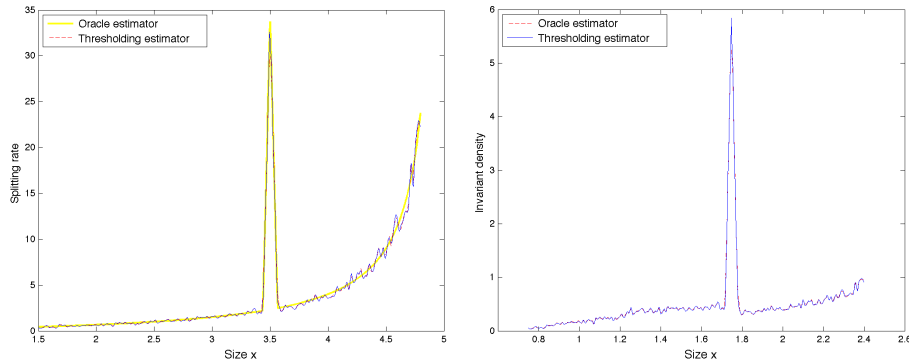 35
30
25
20
15
10
5
0
Splitting rate
Oracle estimator
Thresholding estimator
1.5 2 2.5 3 3.5 4 4.5 5
Size x
6
5
4
3
2
1
0
Invariant density
Oracle estimator
Thresholding estimator
0.8 1 1.2 1.4 1.6 1.8 2 2.2 2.4 2.6
Size x